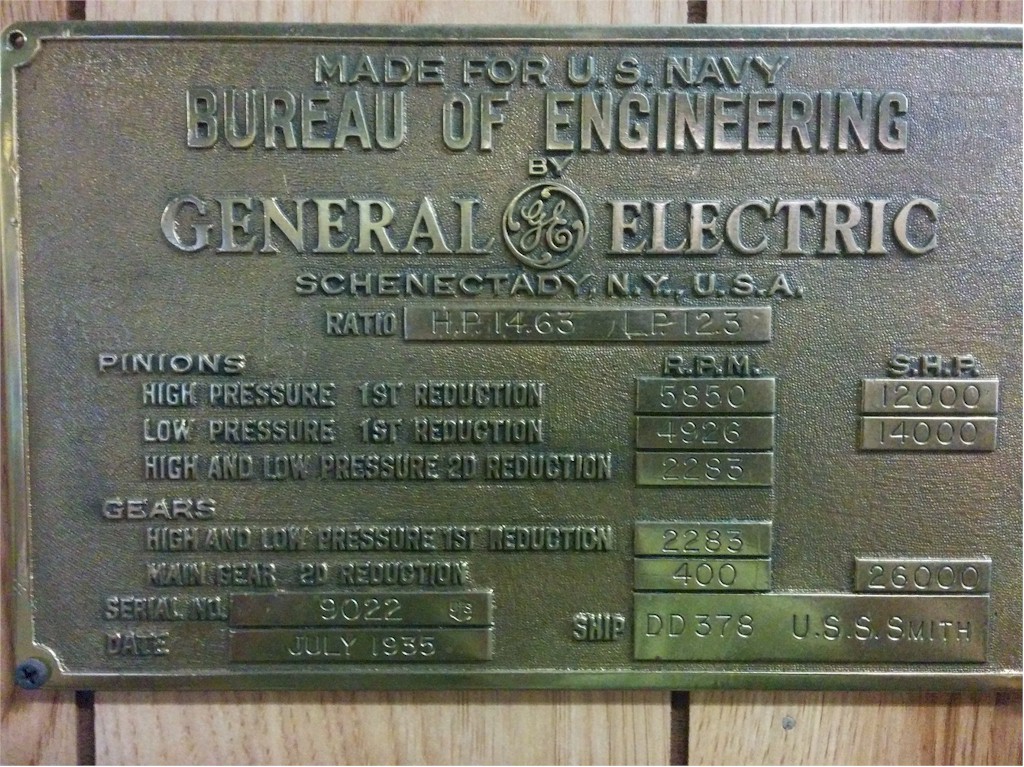 MADE FOR U.S. NAVY
BUREAU OF ENGINEERING
BY
GENERAL GE ELECTRIC
SCHENECTADY, N.Y., U.S.A.
RATIO H.P. 14.63 L.P. 12.3
PINIONS R.P.M. S.H.P.
HIGH PRESSURE 1ST REDUCTION 5850 12000
LOW PRESSURE 1ST REDUCTION 4926 14000
HIGH AND LOW PRESSURE 2D REDUCTION 2283
GEARS
HIGH AND LOW PRESSURE 1ST REDUCTION 2283
MAIN GEAR 2D REDUCTION 400 26000
SERIAL NO. 9022 SHIP DD 378 U.S.S. SMITH
DATE JULY 1935